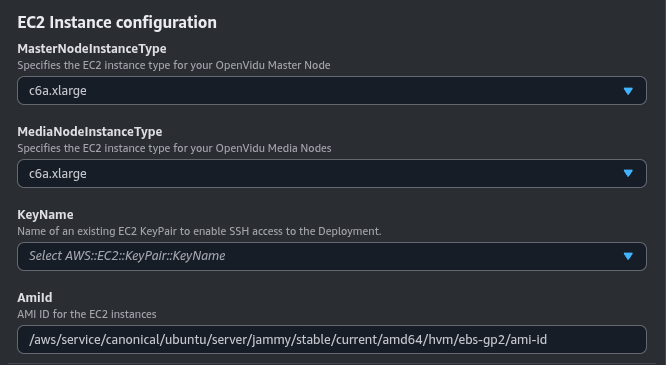 EC2 Instance configuration
MasterNodeInstanceType
Specifies the EC2 instance type for your OpenVidu Master Node
c6a.xlarge
MediaNodeInstanceType
Specifies the EC2 instance type for your OpenVidu Media Nodes
c6a.xlarge
KeyName
Name of an existing EC2 KeyPair to enable SSH access to the Deployment.
Select AWS::EC2::KeyPair::KeyName
AmiId
AMI ID for the EC2 instances
/aws/service/canonical/ubuntu/server/jammy/stable/current/amd64/hvm/ebs-gp2/ami-id